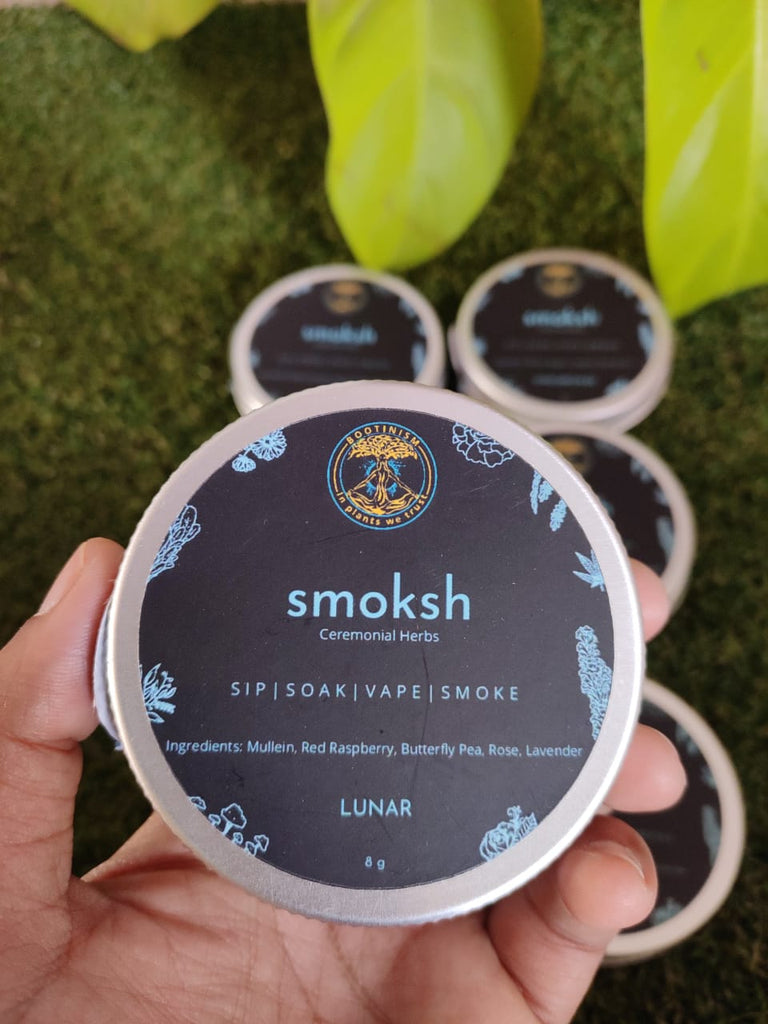 BOOTINISM
in plants we trust
smoksh
Ceremonial Herbs
SIP|SOAK|VAPE|SMOKE
Ingredients: Mullein, Red Raspberry, Butterfly Pea, Rose, Lavender
LUNAR
8 g
smoksh
smoksh